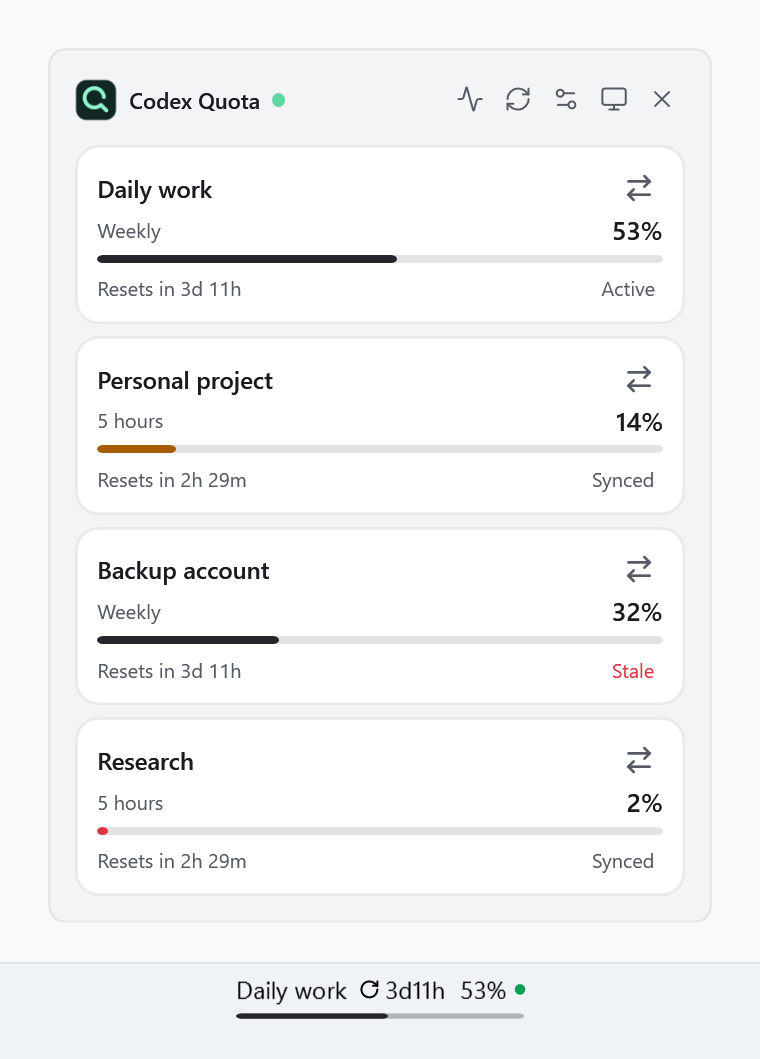 Codex Quota
Daily work
Weekly 53%
Resets in 3d 11h Active
Personal project
5 hours 14%
Resets in 2h 29m Synced
Backup account
Weekly 32%
Resets in 3d 11h Stale
Research
5 hours 2%
Resets in 2h 29m Synced
Daily work 3d11h 53%